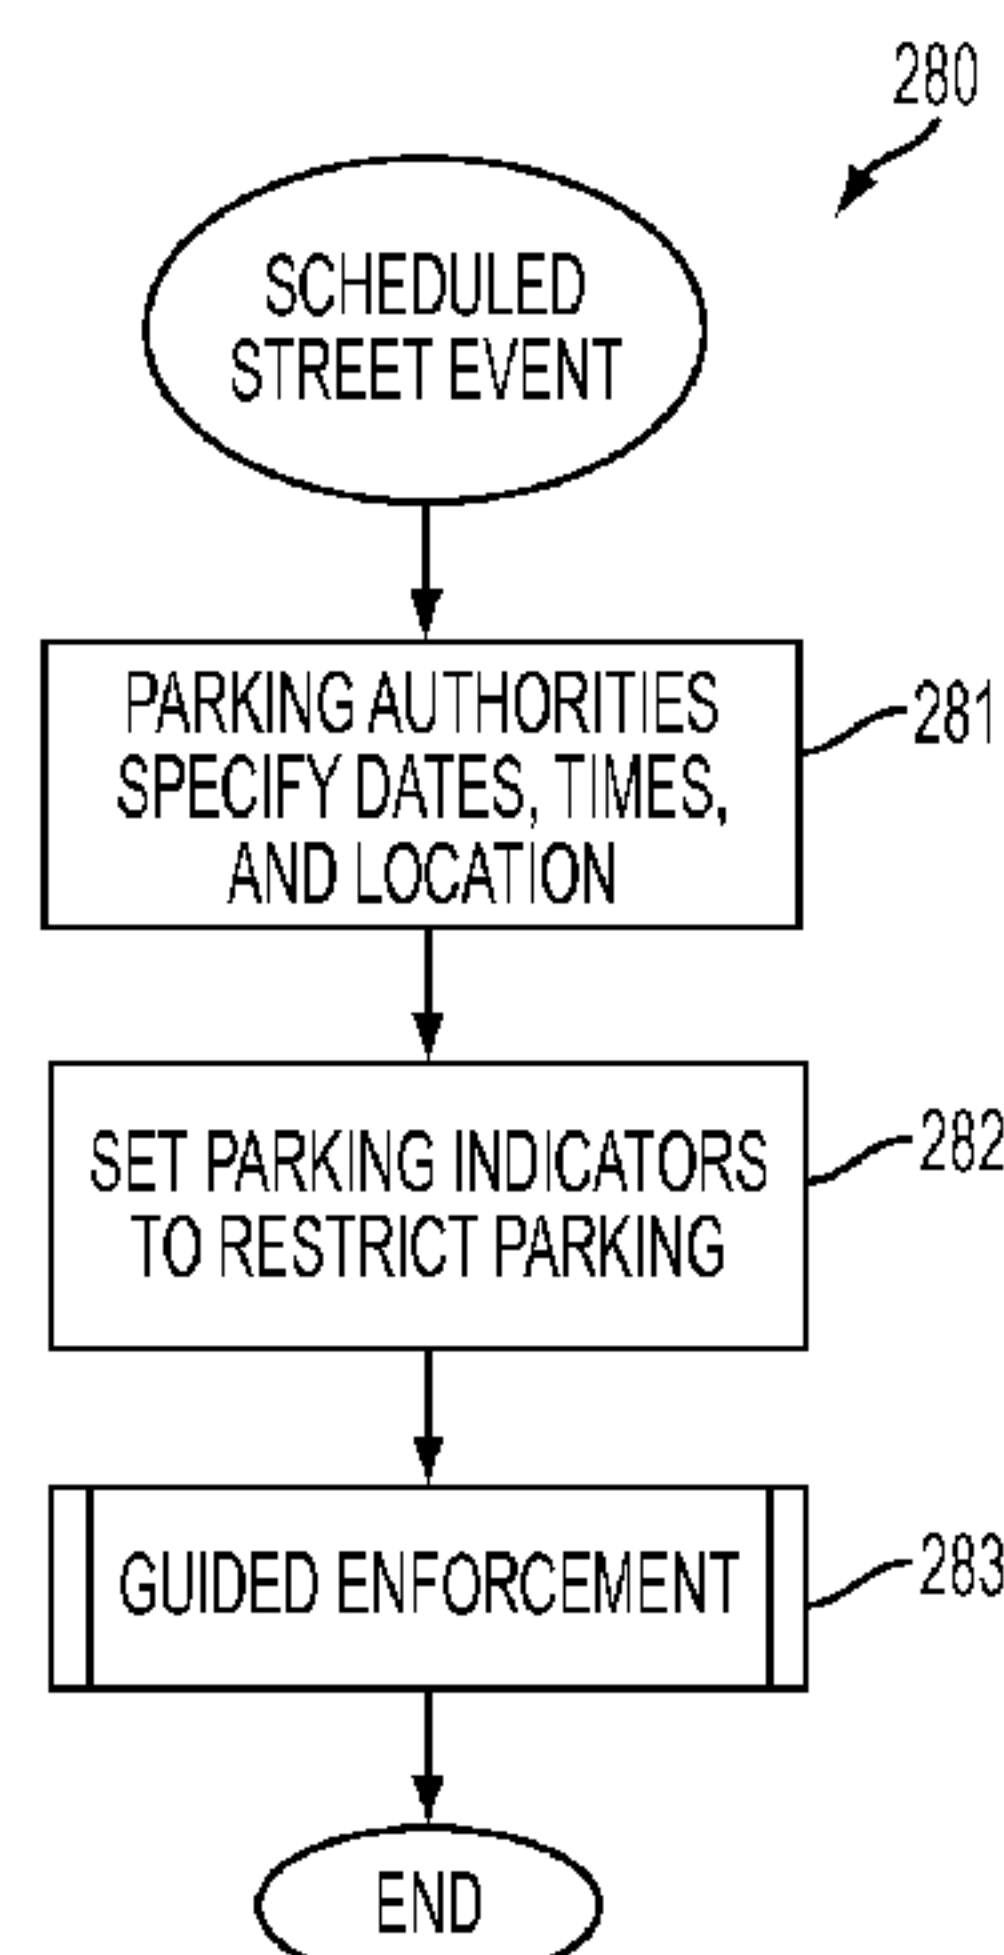 280
SCHEDULED
STREET EVENT
PARKING AUTHORITIES
SPECIFY DATES, TIMES,
AND LOCATION
281
SET PARKING INDICATORS
TO RESTRICT PARKING
282
GUIDED ENFORCEMENT
283
END